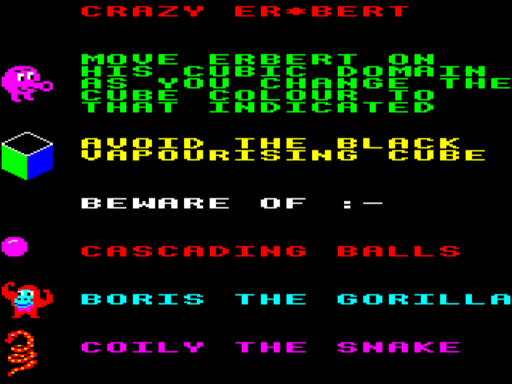 CRAZY ER*BERT
MOVE ERBERT ON
HIS CUBIC DOMAIN
AS YOU CHANGE THE
CUBE COLOUR TO
THAT INDICATED
AVOID THE BLACK
VAPOURISING CUBE
BEWARE OF :-
CASCADING BALLS
BORIS THE GORILLA
COILY THE SNAKE